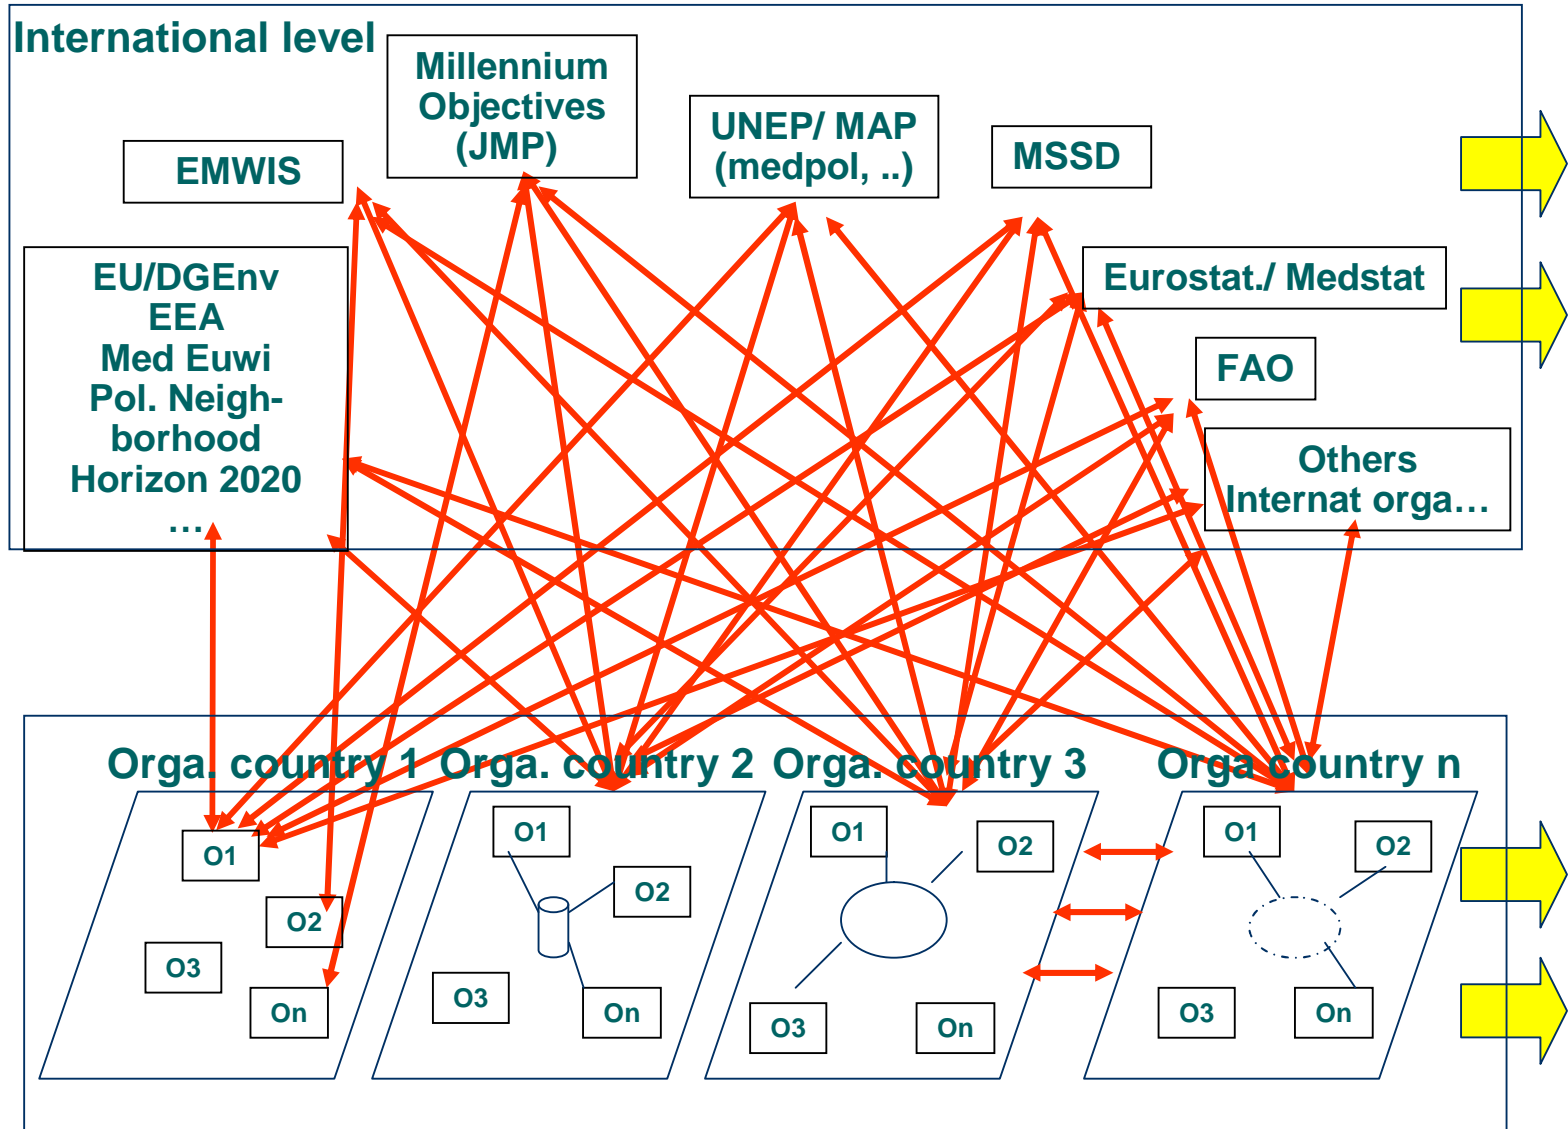 International level
Millennium
Objectives
(JMP)
UNEP/ MAP
(medpol, ..)
MSSD
EMWIS
EU/DGEnv
EEA
Med Euwi
Pol. Neigh-
borhood
Horizon 2020
…
Eurostat./ Medstat
FAO
Others
Internat orga…
Orga. country 1
Orga. country 2
Orga. country 3
Orga country n
O1
O2
O3
On
O1
O2
O3
On
O1
O2
O3
On
O1
O2
O3
On